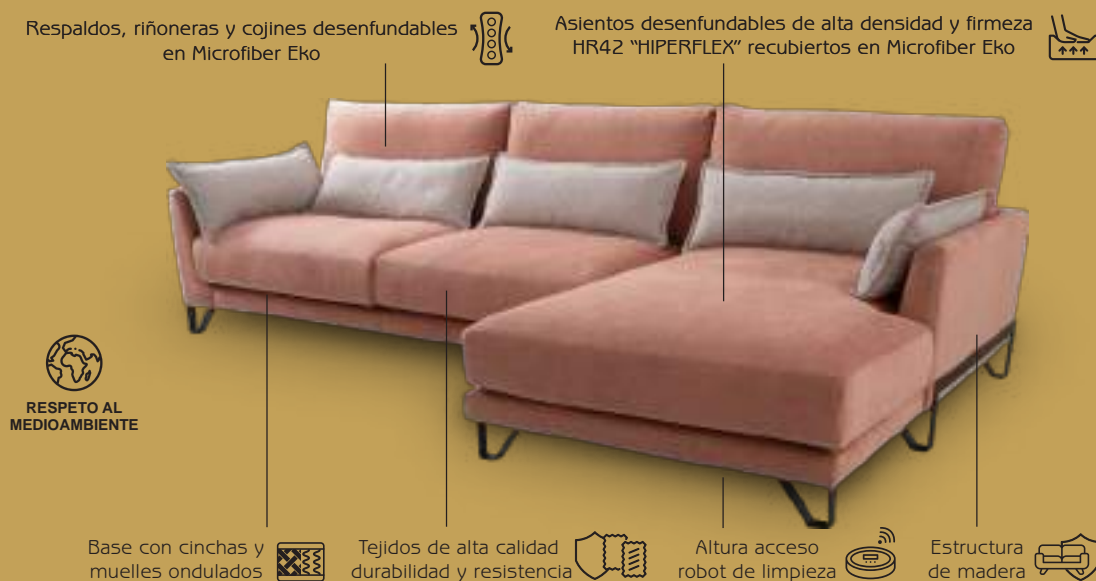 Respaldos, riñoneras y cojines desenfundables
en Microfiber Eko
Asientos desenfundables de alta densidad y firmeza
HR42 “HIPERFLEX” recubiertos en Microfiber Eko
RESPETO AL
MEDIOAMBIENTE
Base con cinchas y
muelles ondulados
Tejidos de alta calidad
durabilidad y resistencia
Altura acceso
robot de limpieza
Estructura
de madera